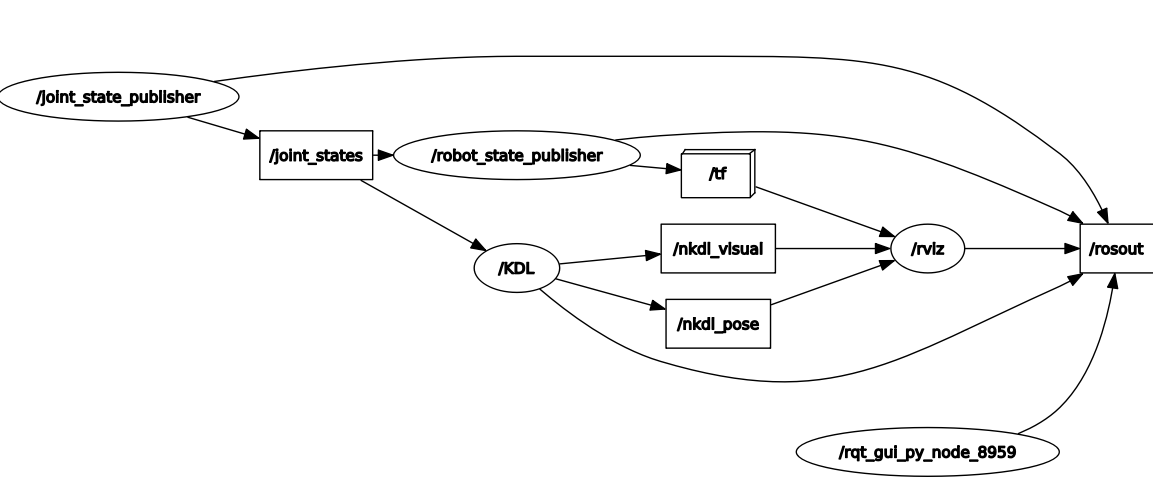 /joint_state_publisher
/joint_states
/robot_state_publisher
/tf
/nkdl_visual
/rviz
/rosout
/KDL
/nkdl_pose
/rqt_gui_py_node_8959